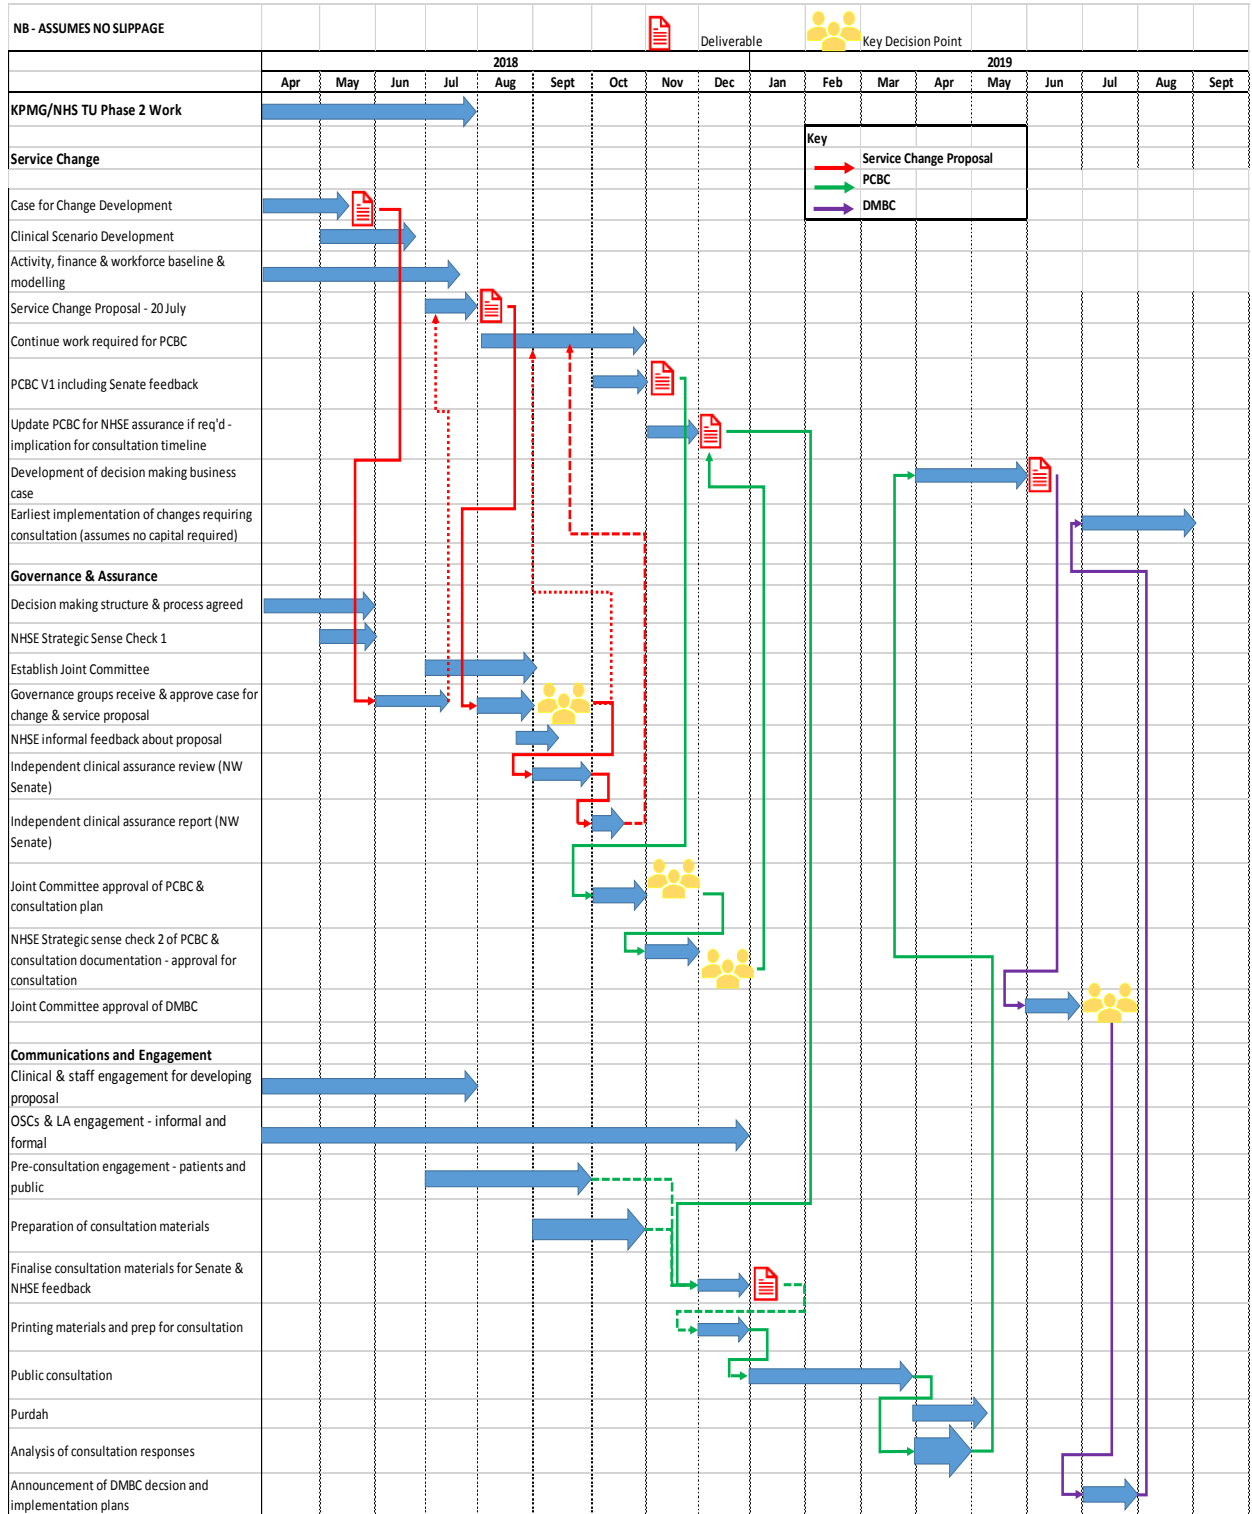 NB - ASSUMES NO SLIPPAGE
Deliverable
Key Decision Point
2018
2019
Apr May Jun Jul Aug Sept Oct Nov Dec Jan Feb Mar Apr May Jun Jul Aug Sept
KPMG/NHS TU Phase 2 Work
Key
Service Change Proposal
PCBC
DMBC
Service Change
Case for Change Development
Clinical Scenario Development
Activity, finance & workforce baseline &
modelling
Service Change Proposal - 20 July
Continue work required for PCBC
PCBC V1 including Senate feedback
Update PCBC for NHSE assurance if req'd -
implication for consultation timeline
Development of decision making business
case
Earliest implementation of changes requiring
consultation (assumes no capital required)
Governance & Assurance
Decision making structure & process agreed
NHSE Strategic Sense Check 1
Establish Joint Committee
Governance groups receive & approve case for
change & service proposal
NHSE informal feedback about proposal
Independent clinical assurance review (NW
Senate)
Independent clinical assurance report (NW
Senate)
Joint Committee approval of PCBC &
consultation plan
NHSE Strategic sense check 2 of PCBC &
consultation documentation - approval for
consultation
Joint Committee approval of DMBC
Communications and Engagement
Clinical & staff engagement for developing
proposal
OSCs & LA engagement - informal and
formal
Pre-consultation engagement - patients and
public
Preparation of consultation materials
Finalise consultation materials for Senate &
NHSE feedback
Printing materials and prep for consultation
Public consultation
Purdah
Analysis of consultation responses
Announcement of DMBC decsion and
implementation plans